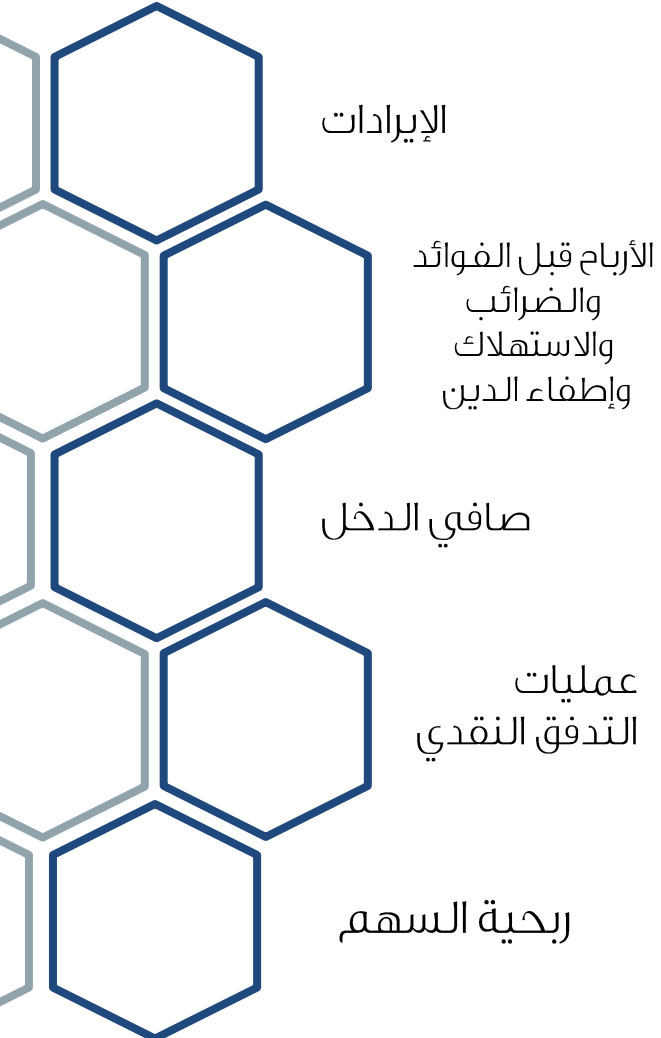 الإيرادات
الأرباح قبل الفوائد
والضرائب
والاستهلاك
وإطفاء الدين
صافي الدخل
عمليات
التدفق النقدي
ربحية السهم